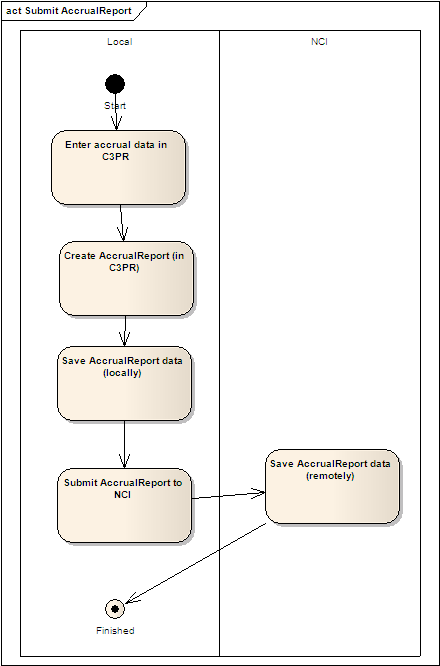 act Submit AccrualReport
Local
NCI
Start
Enter accrual data in
C3PR
Create AccrualReport (in
C3PR)
Save AccrualReport data
(locally)
Submit AccrualReport to
NCI
Save AccrualReport data
(remotely)
Finished